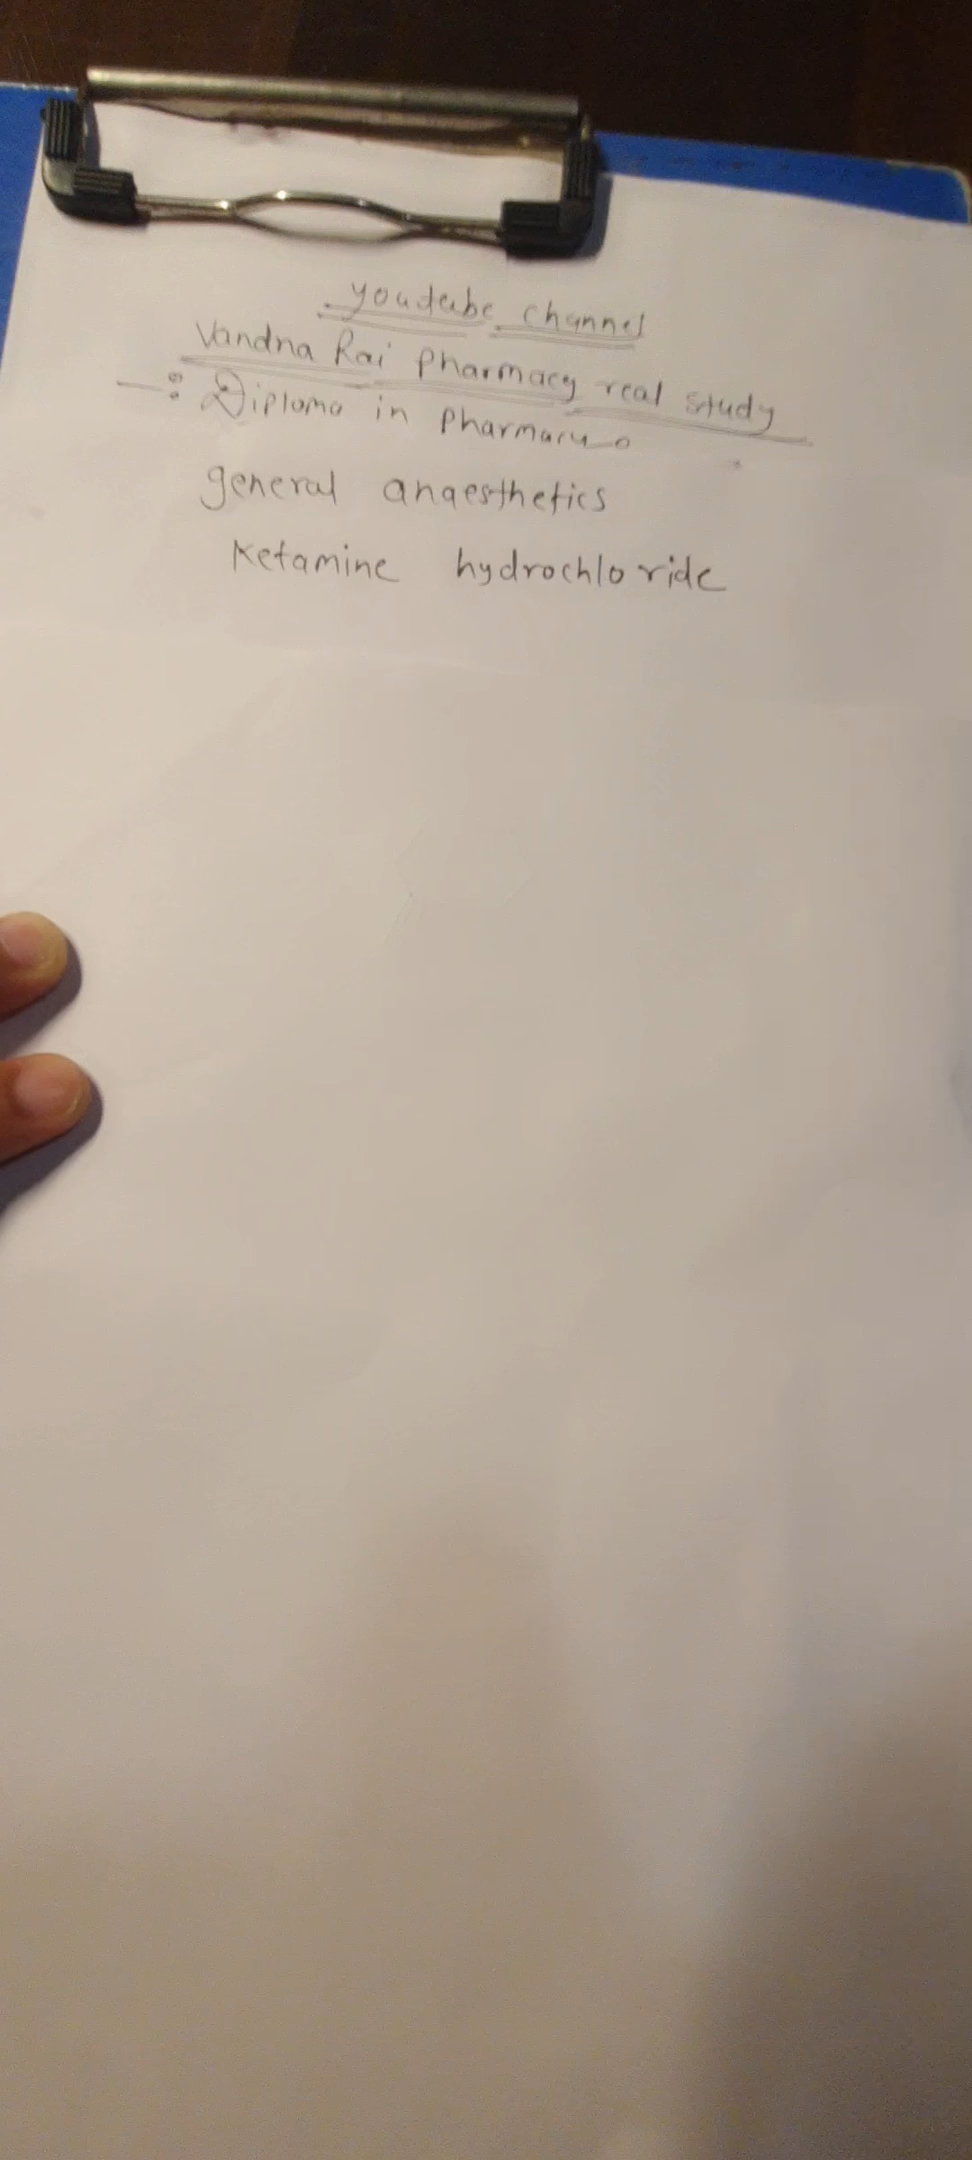 youtube channel
Vandna Rai pharmacy real study
—: Diploma in pharmacy
general anaesthetics
Ketamine hydrochloride